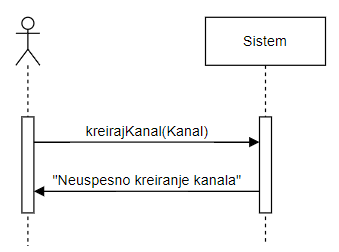 Sistem
kreirajKanal(Kanal)
"Neuspesno kreiranje kanala"